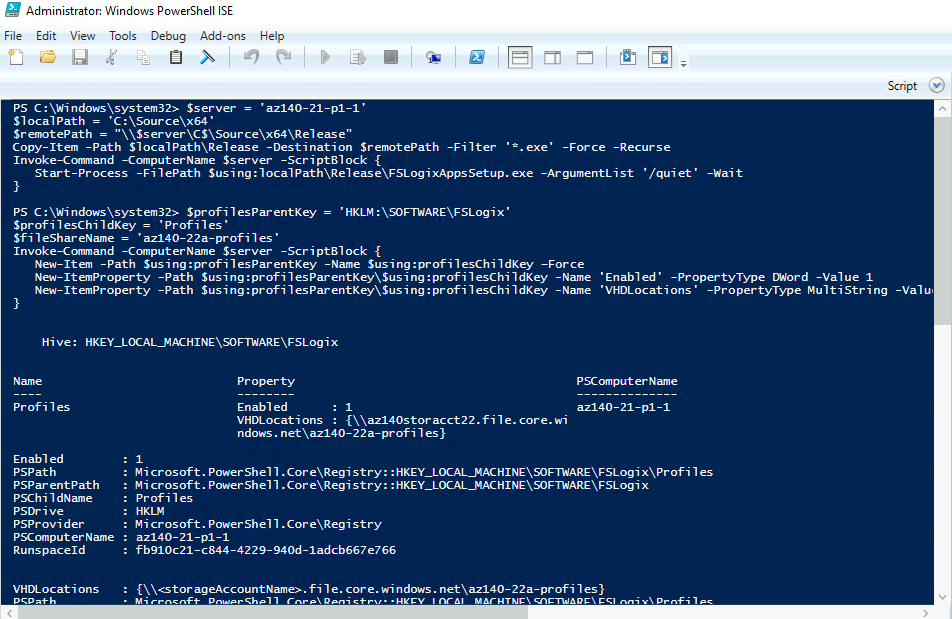 Administrator: Windows PowerShell ISE
File Edit View Tools Debug Add-ons Help
Script
PS C:\Windows\system32> $server = 'az140-21-p1-1'
$localPath = 'C:\Source\x64'
$remotePath = "\\$server\C$\Source\x64\Release"
Copy-Item -Path $localPath\Release -Destination $remotePath -Filter '*.exe' -Force -Recurse
Invoke-Command -ComputerName $server -ScriptBlock {
   Start-Process -FilePath $using:localPath\Release\FSLogixAppsSetup.exe -ArgumentList '/quiet' -Wait
}
PS C:\Windows\system32> $profilesParentKey = 'HKLM:\SOFTWARE\FSLogix'
$profilesChildKey = 'Profiles'
$fileShareName = 'az140-22a-profiles'
Invoke-Command -ComputerName $server -ScriptBlock {
   New-Item -Path $using:profilesParentKey -Name $using:profilesChildKey -Force
   New-ItemProperty -Path $using:profilesParentKey\$using:profilesChildKey -Name 'Enabled' -PropertyType DWord -Value 1
   New-ItemProperty -Path $using:profilesParentKey\$using:profilesChildKey -Name 'VHDLocations' -PropertyType MultiString -Valu
}
    Hive: HKEY_LOCAL_MACHINE\SOFTWARE\FSLogix
Name                           Property                                      PSComputerName
----                           --------                                      --------------
Profiles                       Enabled      : 1                              az140-21-p1-1
                               VHDLocations : {\\az140storacct22.file.core.wi
                               ndows.net\az140-22a-profiles}
Enabled        : 1
PSPath         : Microsoft.PowerShell.Core\Registry::HKEY_LOCAL_MACHINE\SOFTWARE\FSLogix\Profiles
PSParentPath   : Microsoft.PowerShell.Core\Registry::HKEY_LOCAL_MACHINE\SOFTWARE\FSLogix
PSChildName    : Profiles
PSDrive        : HKLM
PSProvider     : Microsoft.PowerShell.Core\Registry
PSComputerName : az140-21-p1-1
RunspaceId     : fb910c21-c844-4229-940d-1adcb667e766
VHDLocations   : {\\<storageAccountName>.file.core.windows.net\az140-22a-profiles}
PSPath         : Microsoft.PowerShell.Core\Registry::HKEY_LOCAL_MACHINE\SOFTWARE\FSLogix\Profiles